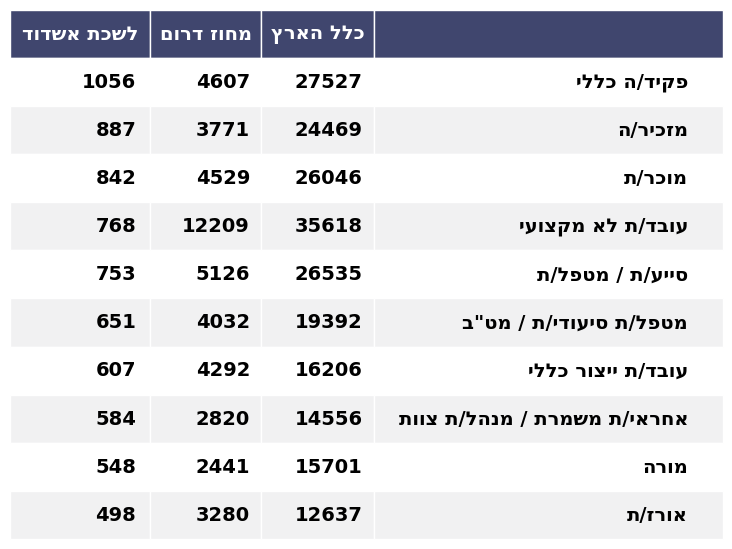 כלל הארץ מחוז דרום לשכת אשדוד
פקיד/ה כללי 27527 4607 1056
מזכיר/ה 24469 3771 887
מוכר/ת 26046 4529 842
עובד/ת לא מקצועי 35618 12209 768
סייע/ת / מטפל/ת 26535 5126 753
מטפל/ת סיעודי/ת / מט"ב 19392 4032 651
עובד/ת ייצור כללי 16206 4292 607
אחראי/ת משמרת / מנהל/ת צוות 14556 2820 584
מורה 15701 2441 548
אורז/ת 12637 3280 498